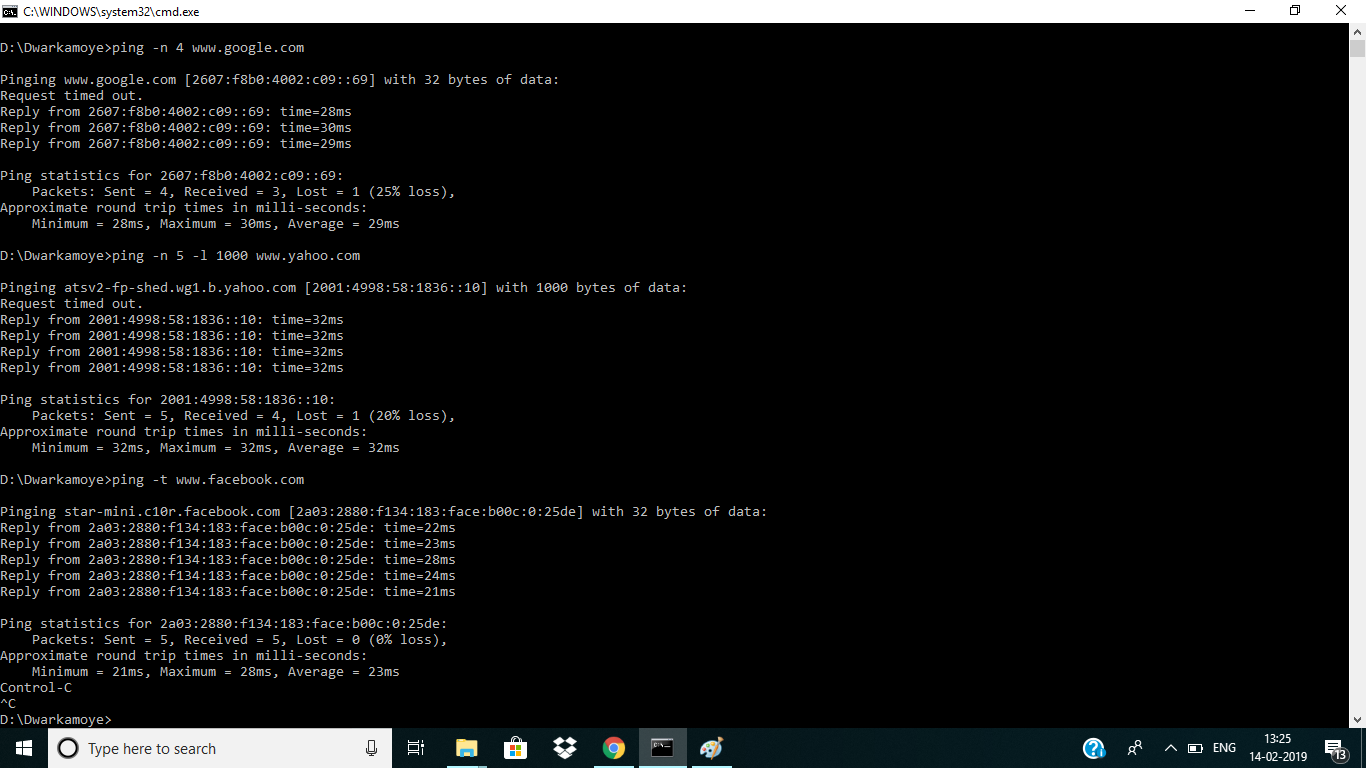 C:\WINDOWS\system32\cmd.exe
D:\Dwarkamoye>ping -n 4 www.google.com
Pinging www.google.com [2607:f8b0:4002:c09::69] with 32 bytes of data:
Request timed out.
Reply from 2607:f8b0:4002:c09::69: time=28ms
Reply from 2607:f8b0:4002:c09::69: time=30ms
Reply from 2607:f8b0:4002:c09::69: time=29ms
Ping statistics for 2607:f8b0:4002:c09::69:
    Packets: Sent = 4, Received = 3, Lost = 1 (25% loss),
Approximate round trip times in milli-seconds:
    Minimum = 28ms, Maximum = 30ms, Average = 29ms
D:\Dwarkamoye>ping -n 5 -l 1000 www.yahoo.com
Pinging atsv2-fp-shed.wg1.b.yahoo.com [2001:4998:58:1836::10] with 1000 bytes of data:
Request timed out.
Reply from 2001:4998:58:1836::10: time=32ms
Reply from 2001:4998:58:1836::10: time=32ms
Reply from 2001:4998:58:1836::10: time=32ms
Reply from 2001:4998:58:1836::10: time=32ms
Ping statistics for 2001:4998:58:1836::10:
    Packets: Sent = 5, Received = 4, Lost = 1 (20% loss),
Approximate round trip times in milli-seconds:
    Minimum = 32ms, Maximum = 32ms, Average = 32ms
D:\Dwarkamoye>ping -t www.facebook.com
Pinging star-mini.c10r.facebook.com [2a03:2880:f134:183:face:b00c:0:25de] with 32 bytes of data:
Reply from 2a03:2880:f134:183:face:b00c:0:25de: time=22ms
Reply from 2a03:2880:f134:183:face:b00c:0:25de: time=23ms
Reply from 2a03:2880:f134:183:face:b00c:0:25de: time=28ms
Reply from 2a03:2880:f134:183:face:b00c:0:25de: time=24ms
Reply from 2a03:2880:f134:183:face:b00c:0:25de: time=21ms
Ping statistics for 2a03:2880:f134:183:face:b00c:0:25de:
    Packets: Sent = 5, Received = 5, Lost = 0 (0% loss),
Approximate round trip times in milli-seconds:
    Minimum = 21ms, Maximum = 28ms, Average = 23ms
Control-C
^C
D:\Dwarkamoye>
Type here to search
ENG
13:25
14-02-2019
13